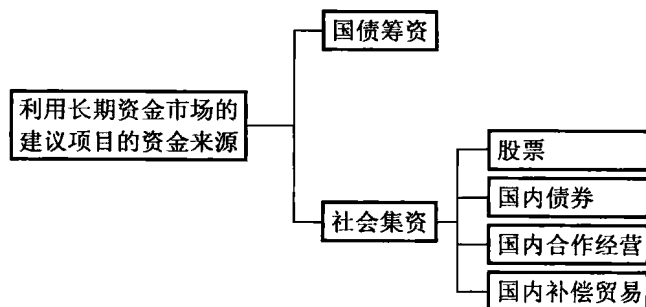 国债筹资
利用长期资金市场的
建议项目的资金来源
社会集资
股票
国内债券
国内合作经营
国内补偿贸易